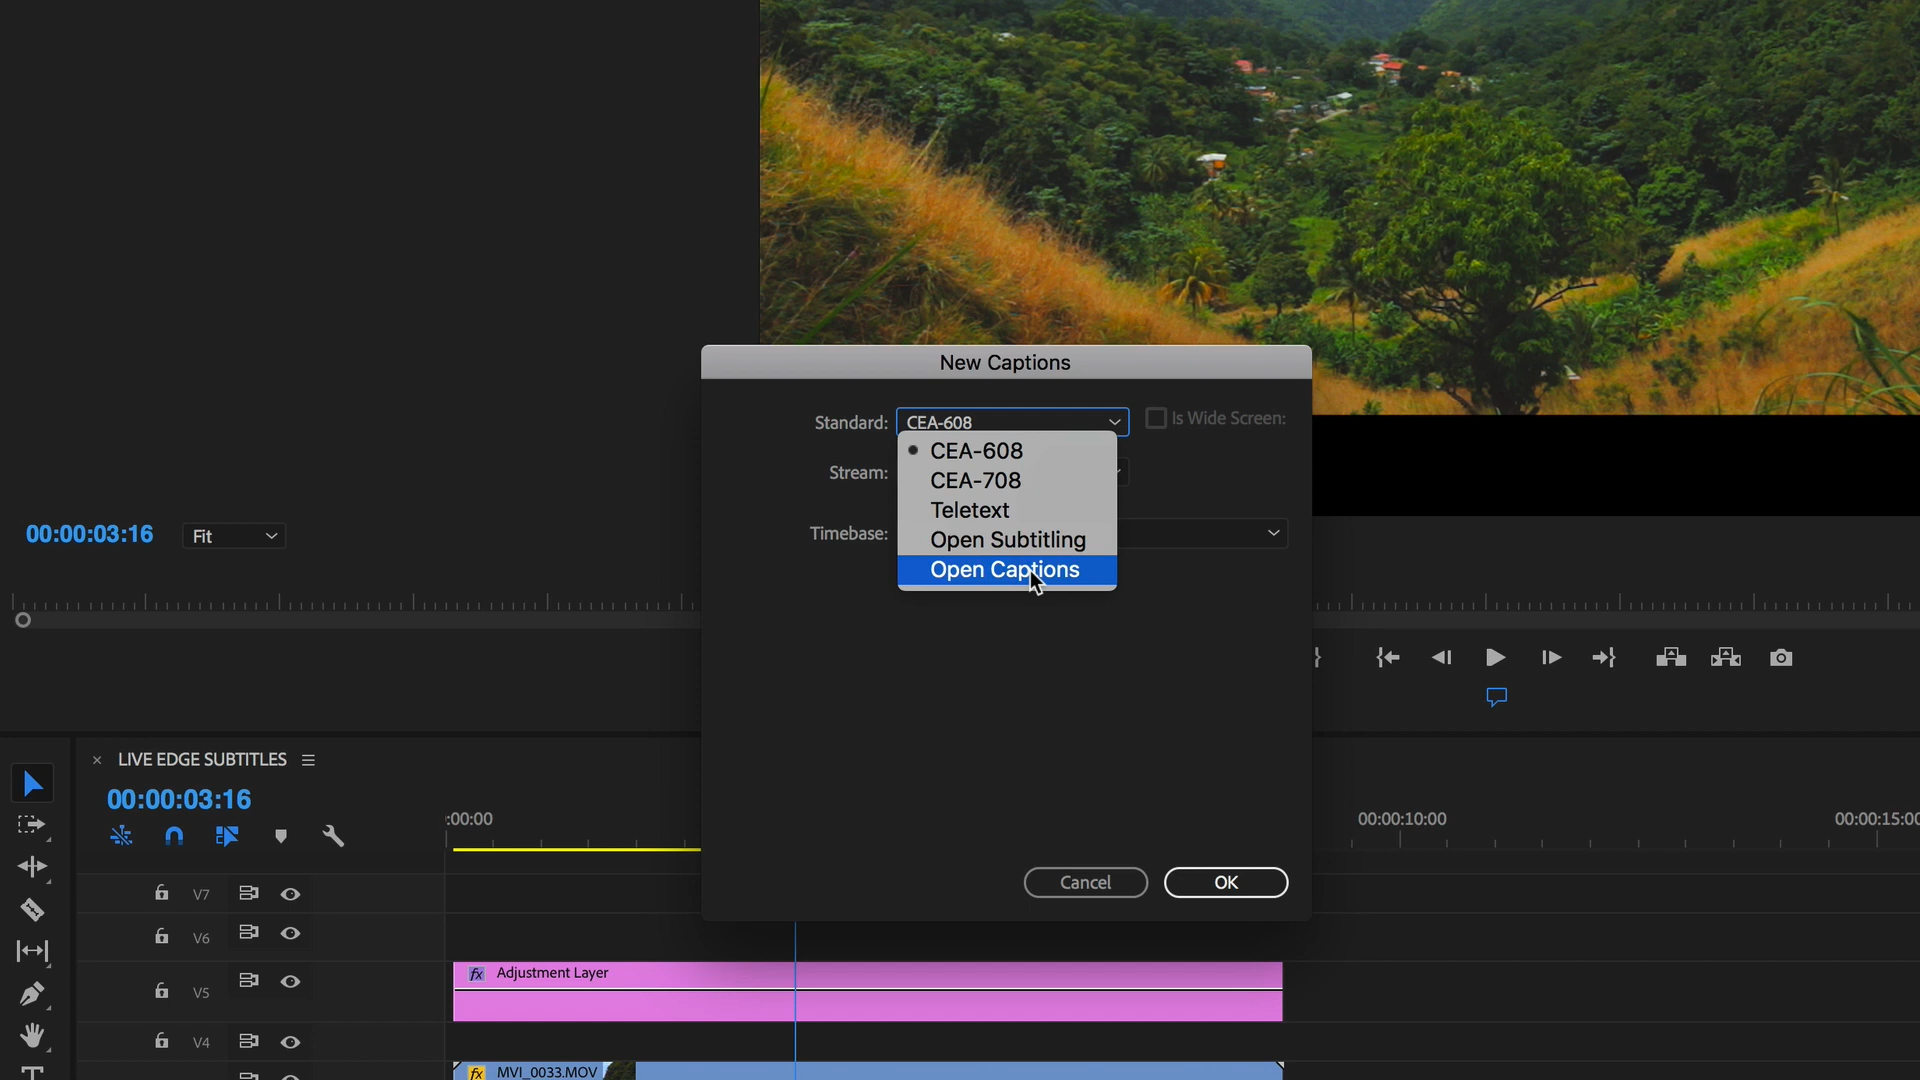 New Captions
Standard: CEA-608
Is Wide Screen:
CEA-608
Stream:
CEA-708
Teletext
Timebase:
Open Subtitling
Open Captions
00:00:03:16
Fit
LIVE EDGE SUBTITLES
00:00:03:16
:00:00
00:00:10:00
00:00:15:00
Cancel
OK
V7
V6
fx Adjustment Layer
V5
V4
fx MVI_0033.MOV